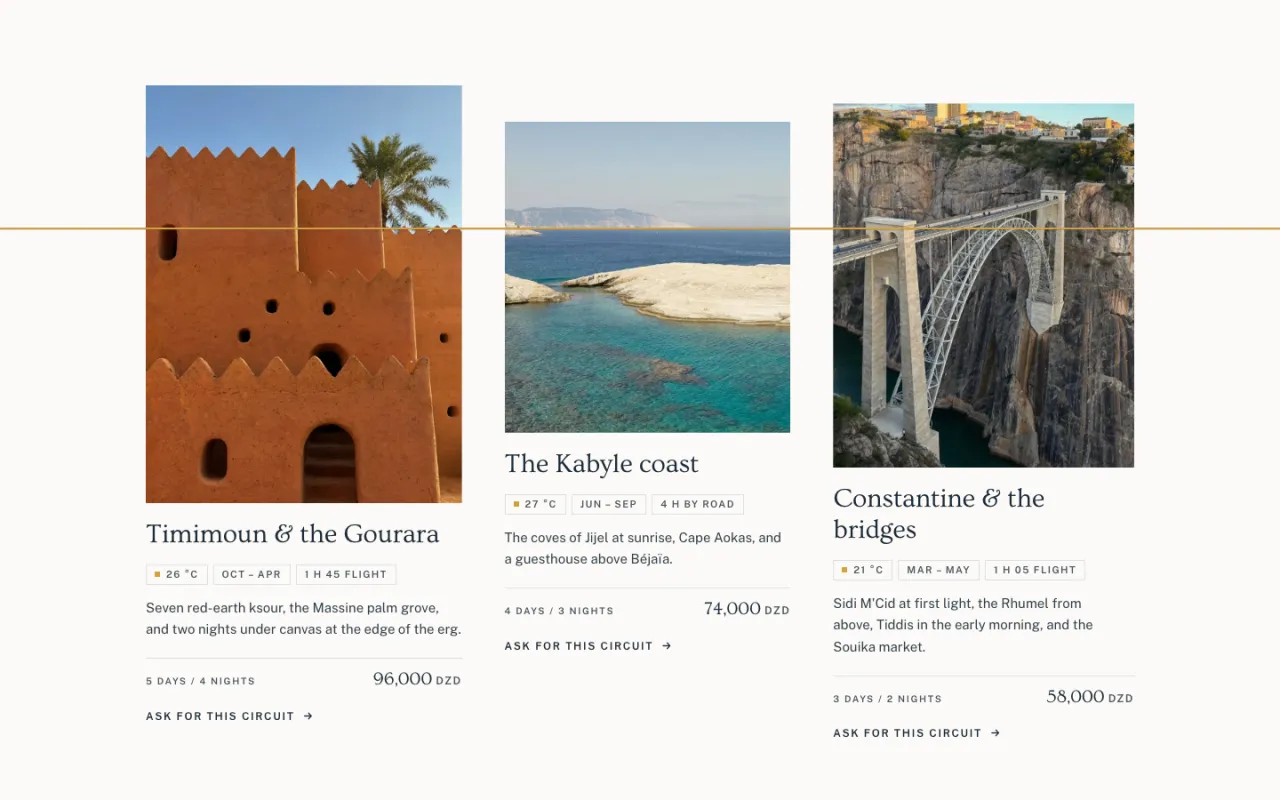 Timimoun & the Gourara
26 °C
OCT – APR
1 H 45 FLIGHT
Seven red-earth ksour, the Massine palm grove,
and two nights under canvas at the edge of the erg.
5 DAYS / 4 NIGHTS
96,000 DZD
ASK FOR THIS CIRCUIT →
The Kabyle coast
27 °C
JUN – SEP
4 H BY ROAD
The coves of Jijel at sunrise, Cape Aokas, and
a guesthouse above Béjaïa.
4 DAYS / 3 NIGHTS
74,000 DZD
ASK FOR THIS CIRCUIT →
Constantine & the
bridges
21 °C
MAR – MAY
1 H 05 FLIGHT
Sidi M'Cid at first light, the Rhumel from
above, Tiddis in the early morning, and the
Souika market.
3 DAYS / 2 NIGHTS
58,000 DZD
ASK FOR THIS CIRCUIT →